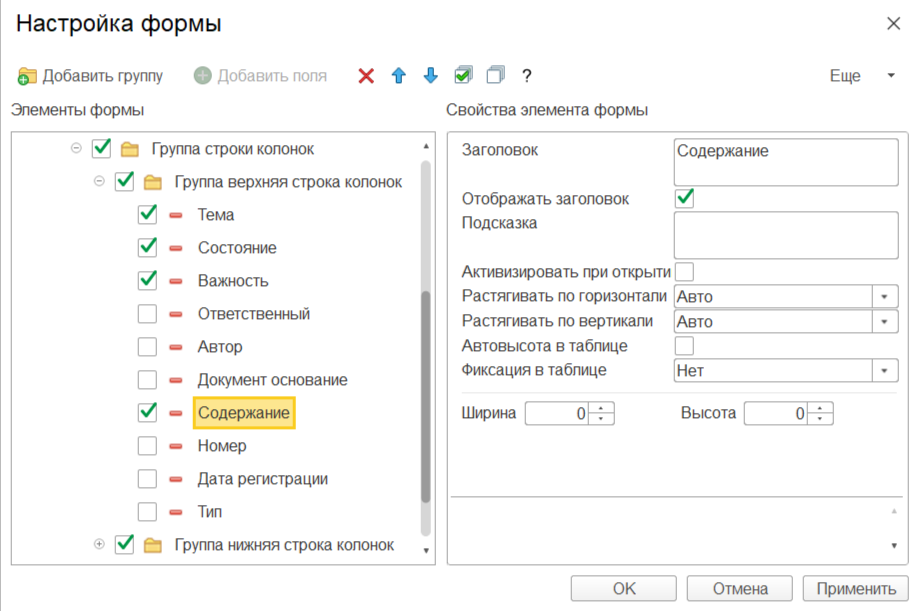 Настройка формы
Добавить группу Добавить поля ? Еще
Элементы формы
Группа строки колонок
Группа верхняя строка колонок
Тема
Состояние
Важность
Ответственный
Автор
Документ основание
Содержание
Номер
Дата регистрации
Тип
Группа нижняя строка колонок
Свойства элемента формы
Заголовок Содержание
Отображать заголовок
Подсказка
Активизировать при открыти
Растягивать по горизонтали Авто
Растягивать по вертикали Авто
Автовысота в таблице
Фиксация в таблице Нет
Ширина 0 Высота 0
OK Отмена Применить